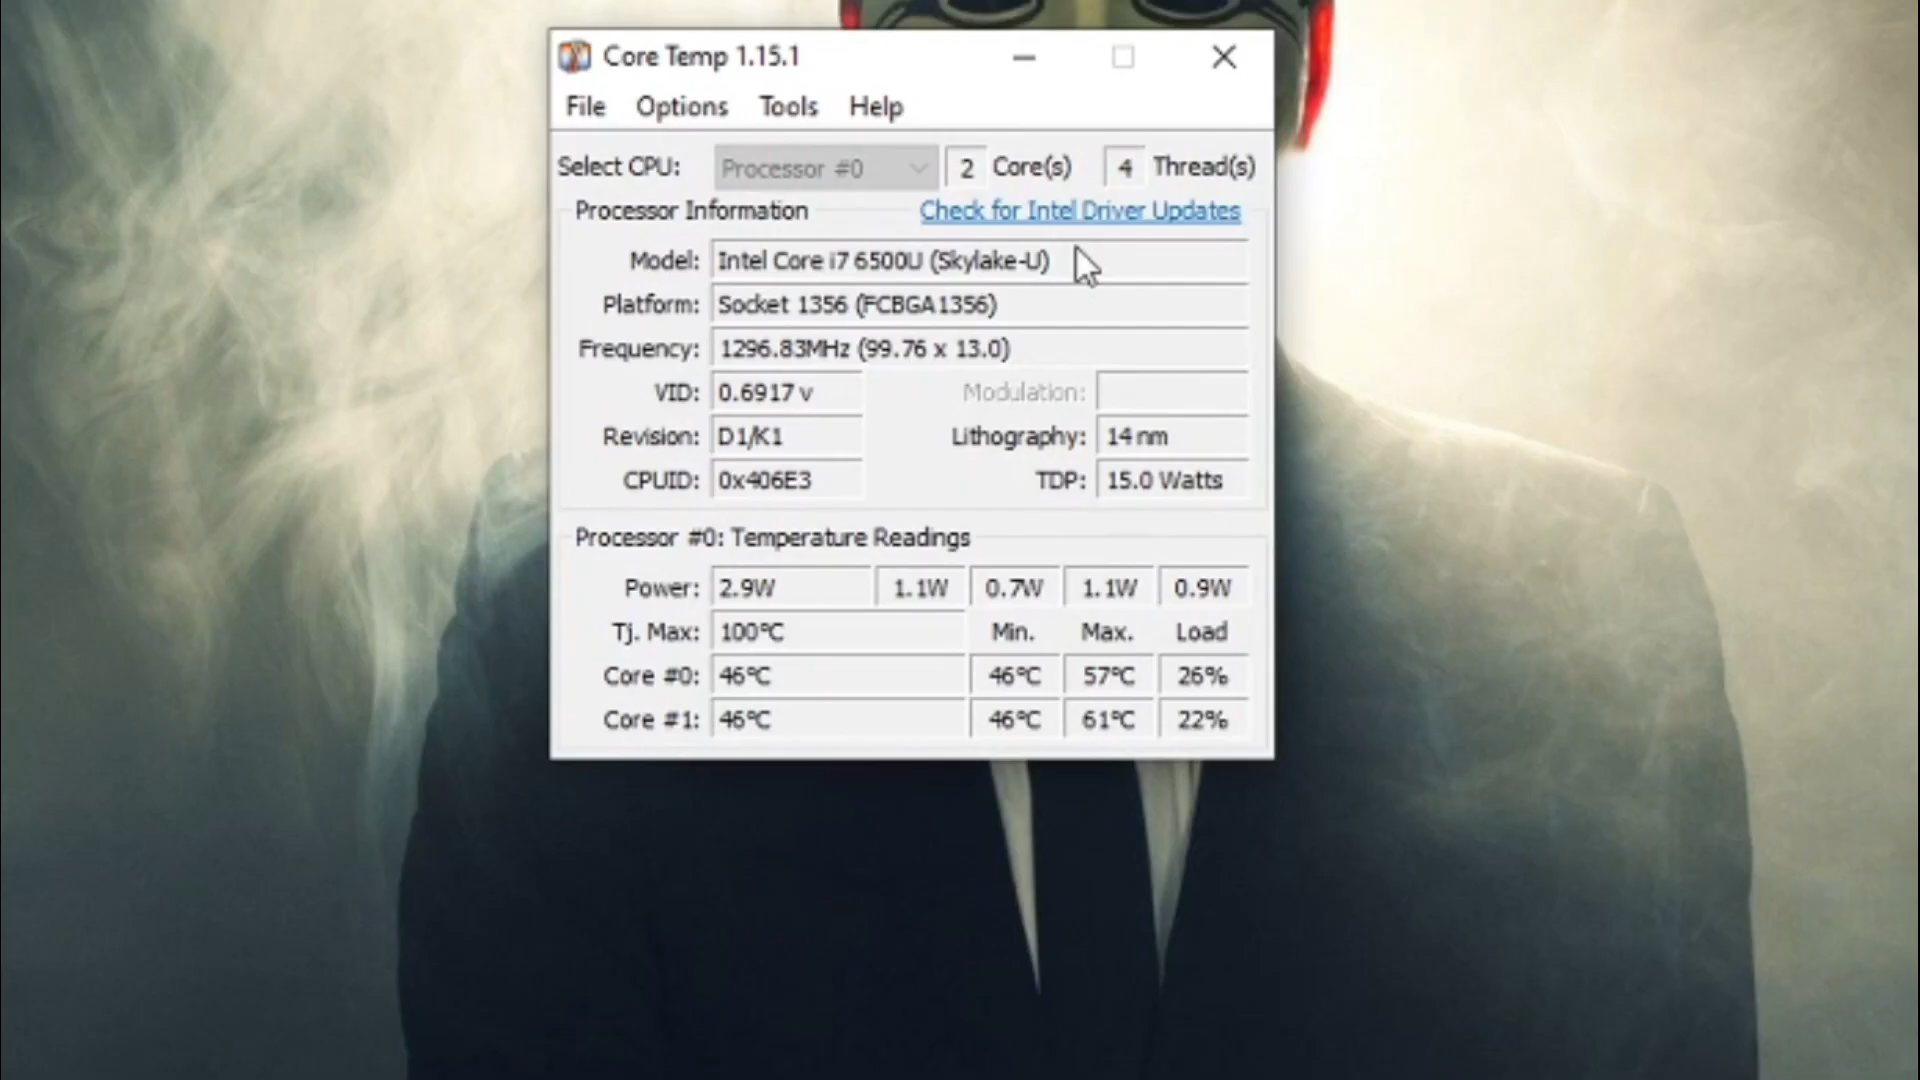 Core Temp 1.15.1
File Options Tools Help
Select CPU: Processor #0 2 Core(s) 4 Thread(s)
Processor Information Check for Intel Driver Updates
Model: Intel Core i7 6500U (Skylake-U)
Platform: Socket 1356 (FCBGA1356)
Frequency: 1296.83MHz (99.76 x 13.0)
VID: 0.6917 v Modulation:
Revision: D1/K1 Lithography: 14 nm
CPUID: 0x406E3 TDP: 15.0 Watts
Processor #0: Temperature Readings
Power: 2.9W 1.1W 0.7W 1.1W 0.9W
Tj. Max: 100°C Min. Max. Load
Core #0: 46°C 46°C 57°C 26%
Core #1: 46°C 46°C 61°C 22%